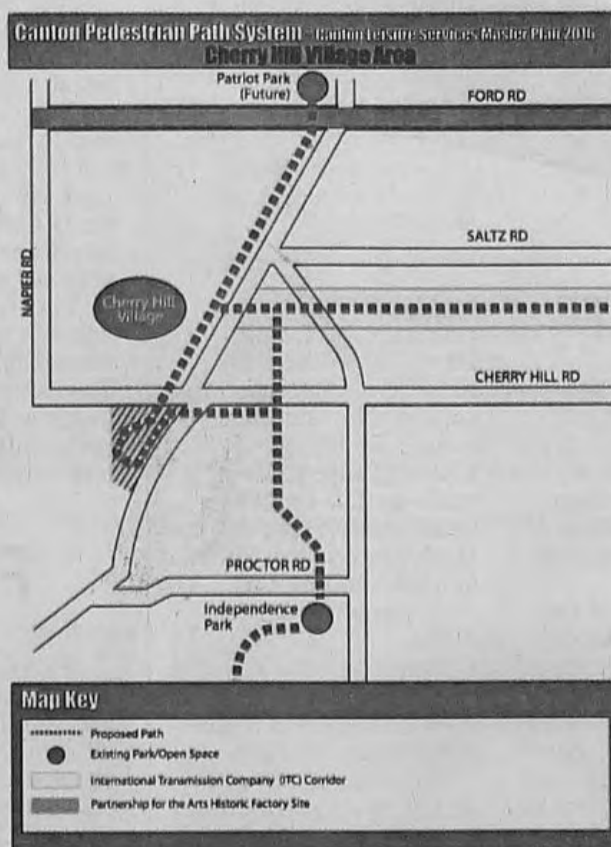 Canton Pedestrian Path System - Canton Leisure Services Master Plan 2016
Cherry Hill Village Area
Patriot Park
(Future)
FORD RD
SALTZ RD
NAPIER RD
Cherry Hill
Village
CHERRY HILL RD
PROCTOR RD
Independence
Park
Map Key
Proposed Path
Existing Park/Open Space
International Transmission Company (ITC) Corridor
Partnership for the Arts Historic Factory Site